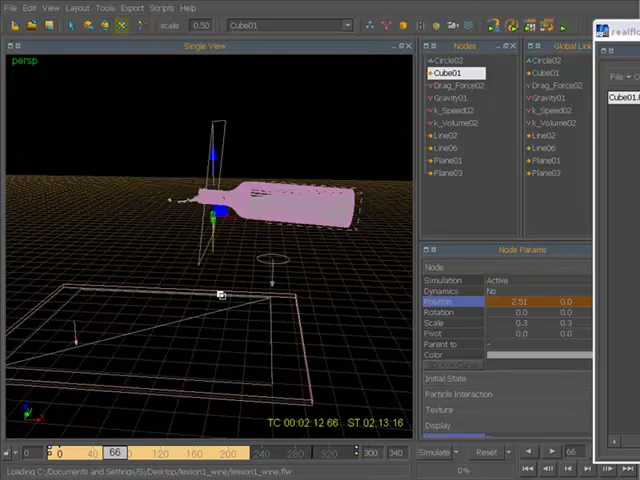 File Edit View Layout Tools Export Scripts Help
scale 0.50 Cube01
Single View
persp
TC 00:02:12 66 ST 02.13.16
Nodes
Circle02
Cube01
Drag_Force02
Gravity01
k_Speed02
k_Volume02
Line02
Line06
Plane01
Plane03
Global Link
Circle02
Cube01
Drag_Force02
Gravity01
k_Speed02
k_Volume02
Line02
Line06
Plane01
Plane03
Node Params
Node
Simulation Active
Dynamics No
Position 2.51 0.0
Rotation 0.0 0.0
Scale 0.3 0.3
Pivot 0.0 0.0
Parent to -
Color
Initial State
Particle Interaction
Texture
Display
realflo
File
Cube01.
0 0 40 80 66 120 160 200 240 280 320 300 340
Simulate Reset 66
Loading C:/Documents and Settings/SI/Desktop/lesson1_wine/lesson1_wine.flw
0%